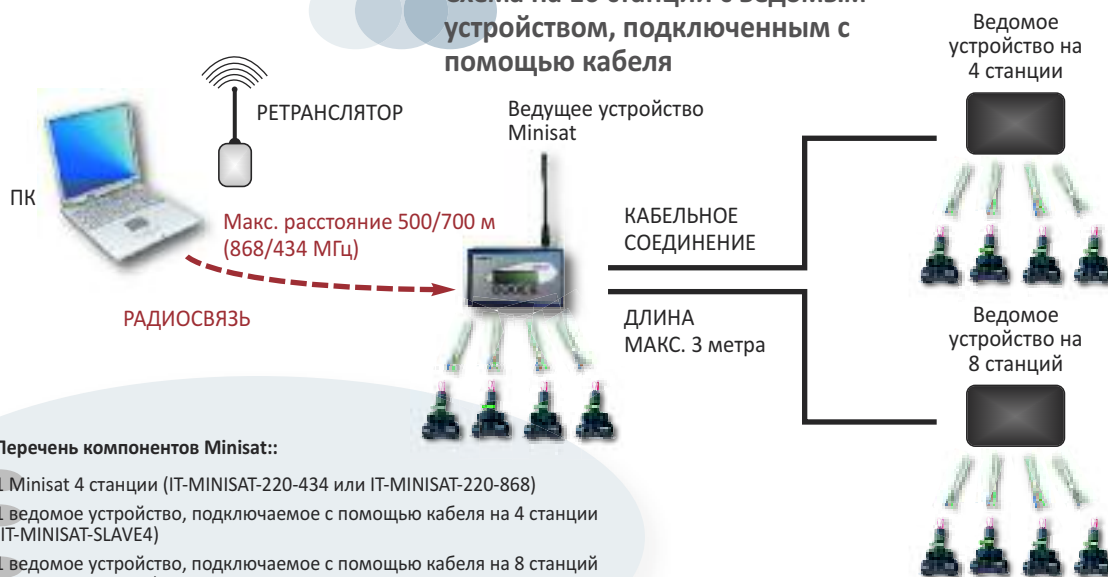 устройством, подключенным с
помощью кабеля
Ведомое
устройство на
4 станции
РЕТРАНСЛЯТОР
Ведущее устройство
Minisat
ПК
Макс. расстояние 500/700 м
(868/434 МГц)
РАДИОСВЯЗЬ
КАБЕЛЬНОЕ
СОЕДИНЕНИЕ
ДЛИНА
МАКС. 3 метра
Ведомое
устройство на
8 станций
Перечень компонентов Minisat::
1 Minisat 4 станции (IT-MINISAT-220-434 или IT-MINISAT-220-868)
1 ведомое устройство, подключаемое с помощью кабеля на 4 станции
(IT-MINISAT-SLAVE4)
1 ведомое устройство, подключаемое с помощью кабеля на 8 станций